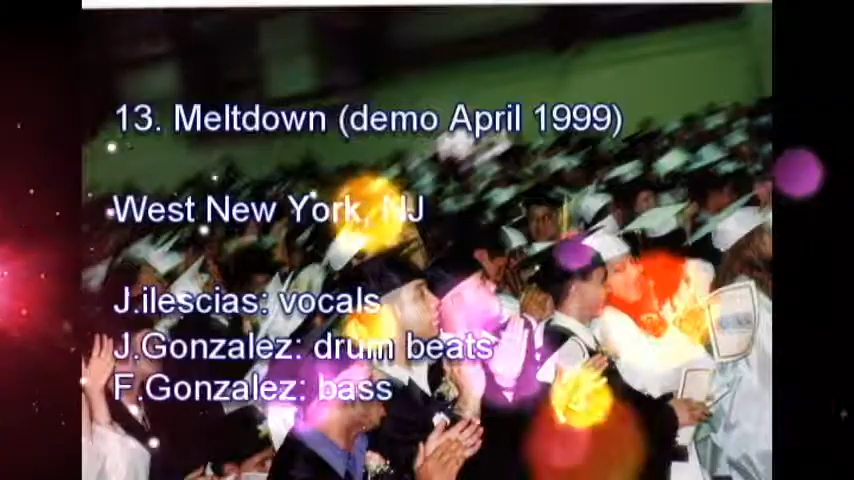 13. Meltdown (demo April 1999)
West New York, NJ
J.ilescias: vocals
J.Gonzalez: drum beats
F.Gonzalez: bass